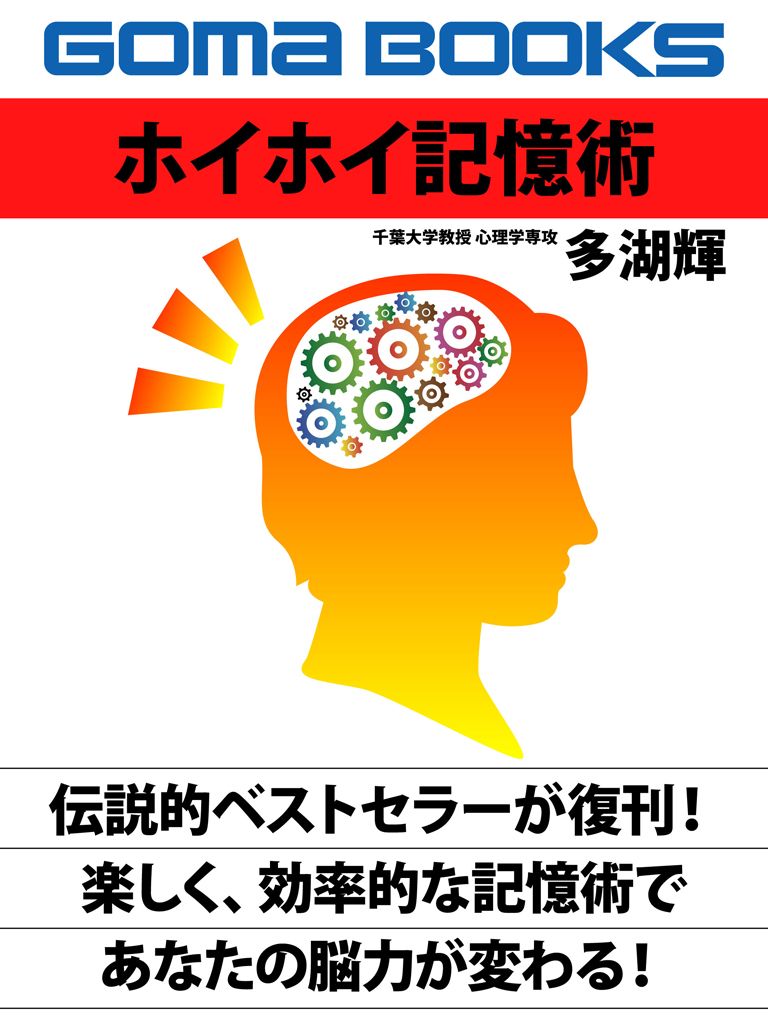 GOMA BOOKS
ホイホイ記憶術
千葉大学教授 心理学専攻 多湖輝
伝説的ベストセラーが復刊！
楽しく、効率的な記憶術で
あなたの脳力が変わる！